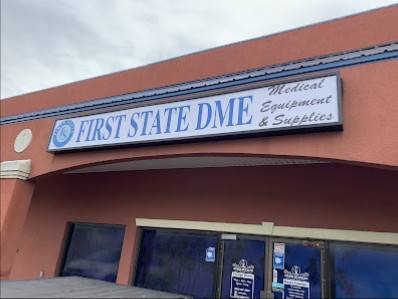 FIRST STATE DME
Medical
Equipment
& Supplies